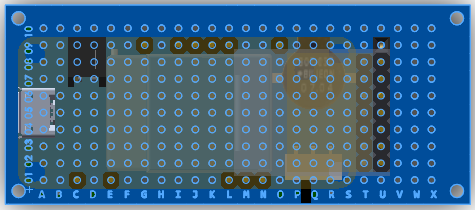 01 02 03 04 05 06 07 08 09 10
A B C D E F G H I J K L M N O P Q R S T U V W X